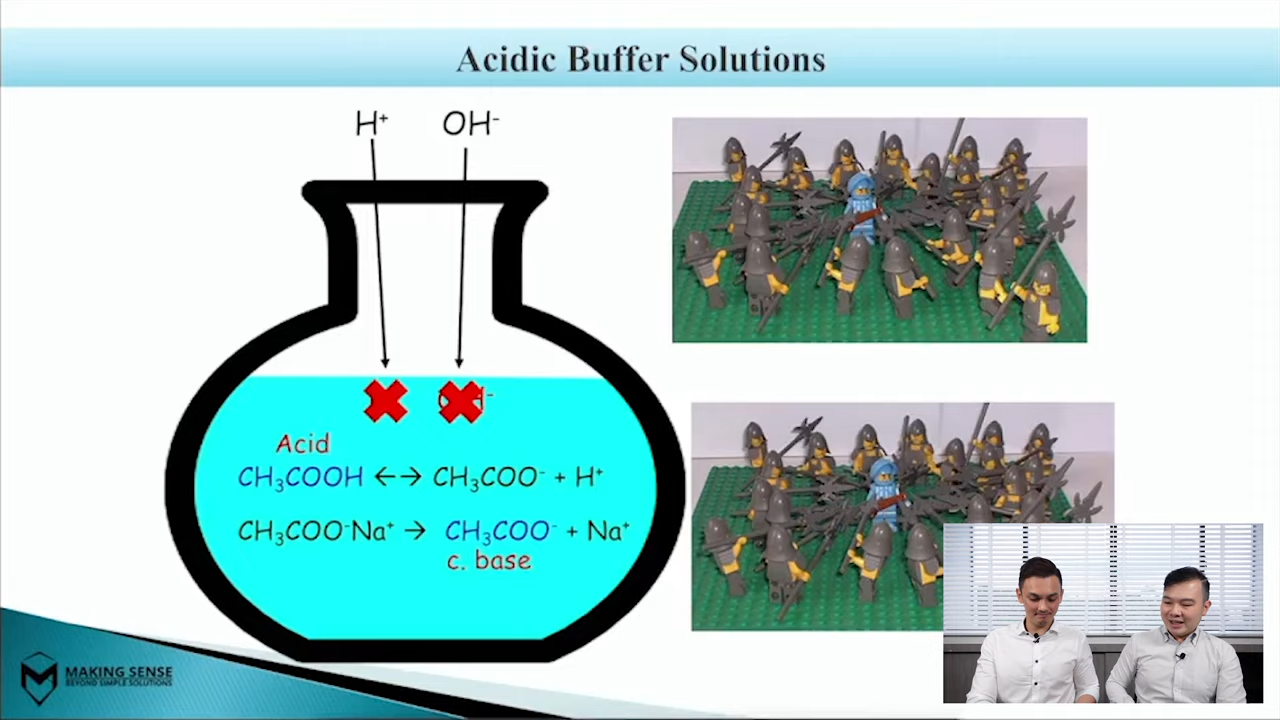 Acidic Buffer Solutions
H⁺ OH⁻
Acid
CH₃COOH ↔ CH₃COO⁻ + H⁺
CH₃COO⁻Na⁺ → CH₃COO⁻ + Na⁺
c. base
MAKING SENSE
BEYOND SIMPLE SOLUTIONS